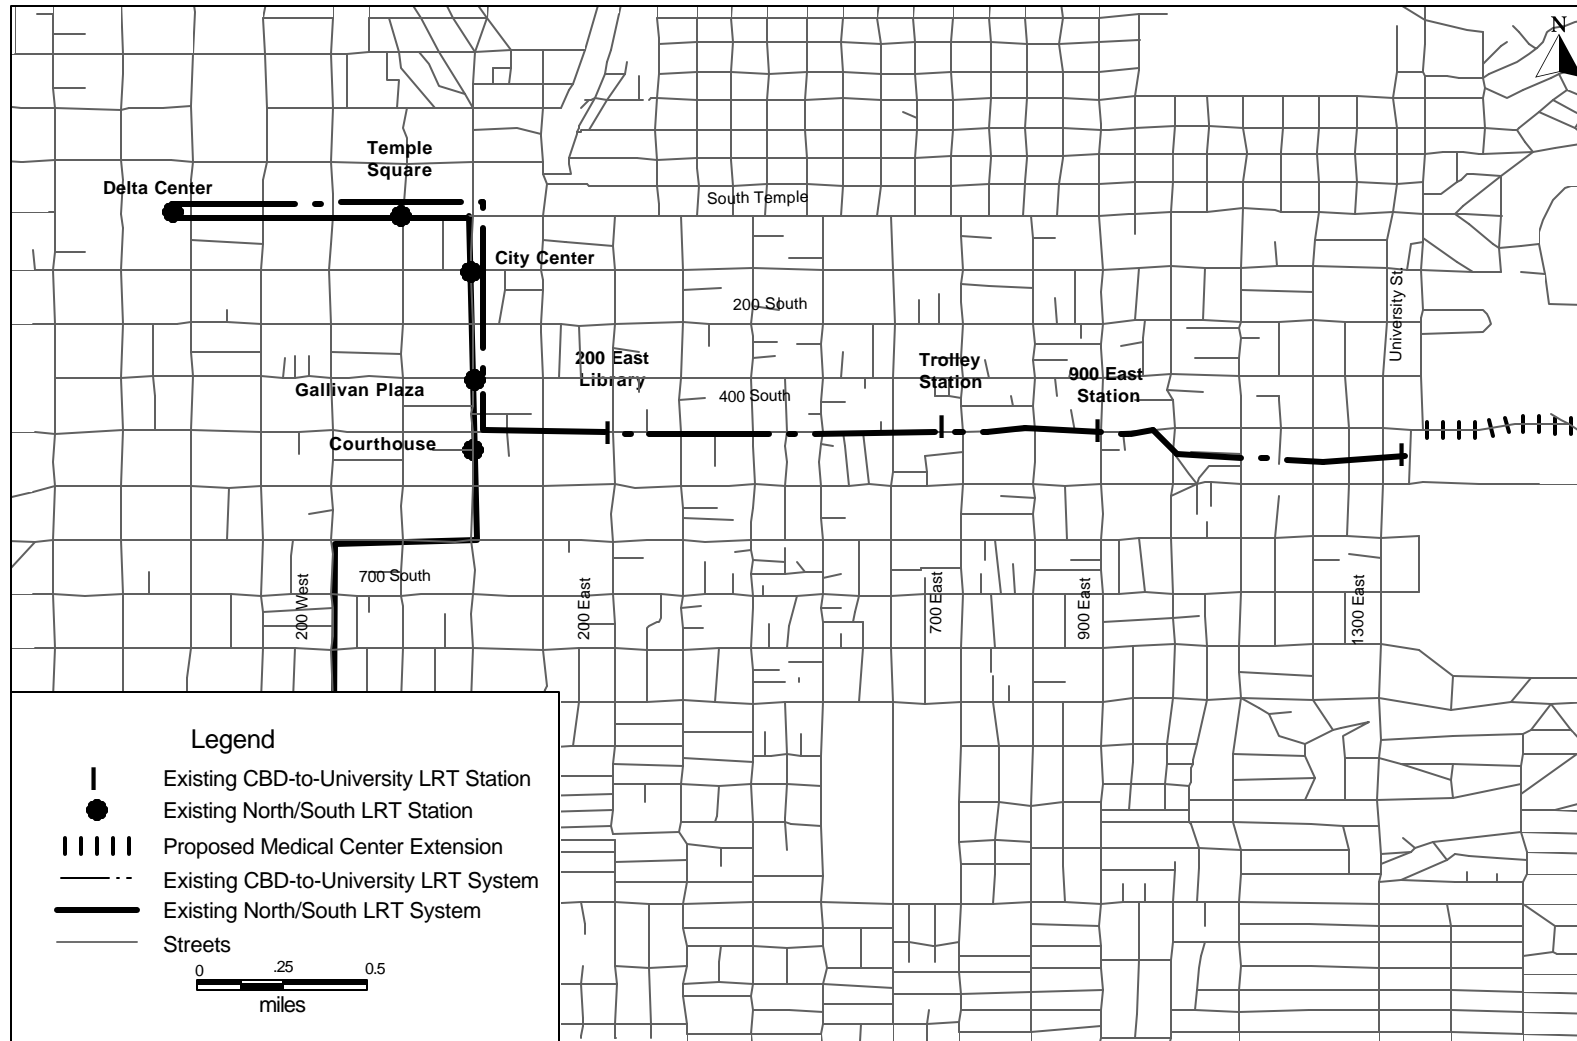 N
Temple
Square
Delta Center
South Temple
City Center
University St.
200 South
200 East
Library
Trolley
Station
900 East
Station
Gallivan Plaza
400 South
Courthouse
700 South
200 West
200 East
700 East
900 East
1300 East
Legend
Existing CBD-to-University LRT Station
Existing North/South LRT Station
Proposed Medical Center Extension
Existing CBD-to-University LRT System
Existing North/South LRT System
Streets
0 .25 0.5
miles